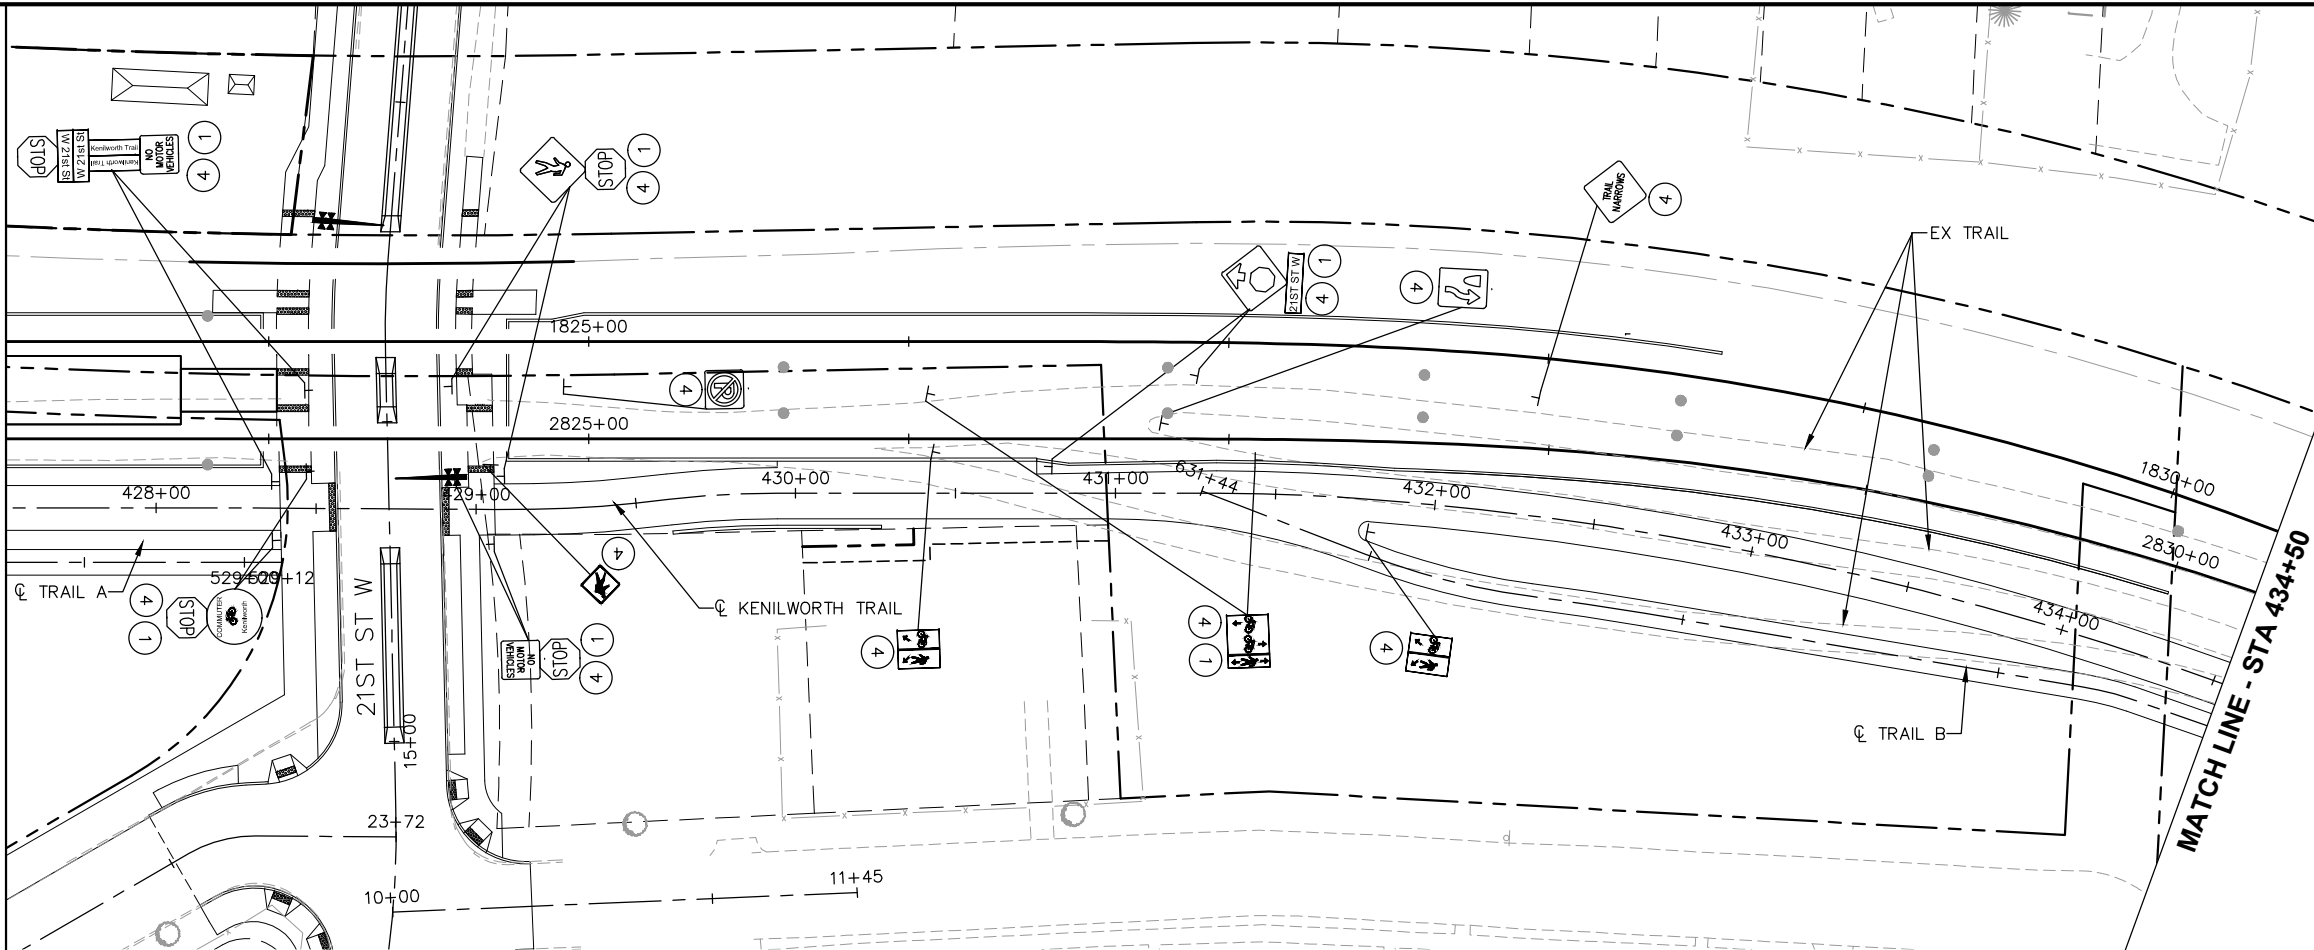 STOP
W 21st St
W 21st St
Kenilworth Trail
Kenilworth Trail
NO
MOTOR
VEHICLES
1
4
STOP
1
4
TRAIL
NARROWS
4
EX TRAIL
21ST ST W
1
4
4
1825+00
4
2825+00
428+00
429+00
430+00
431+00
631+44
432+00
433+00
434+00
1830+00
2830+00
4
529+00
529+12
℄ TRAIL A
4
1
STOP
COMMUTER
Kenilworth
21ST ST W
℄ KENILWORTH TRAIL
NO
MOTOR
VEHICLES
STOP
1
4
4
4
1
4
℄ TRAIL B
MATCH LINE - STA 434+50
15+00
23+72
10+00
11+45